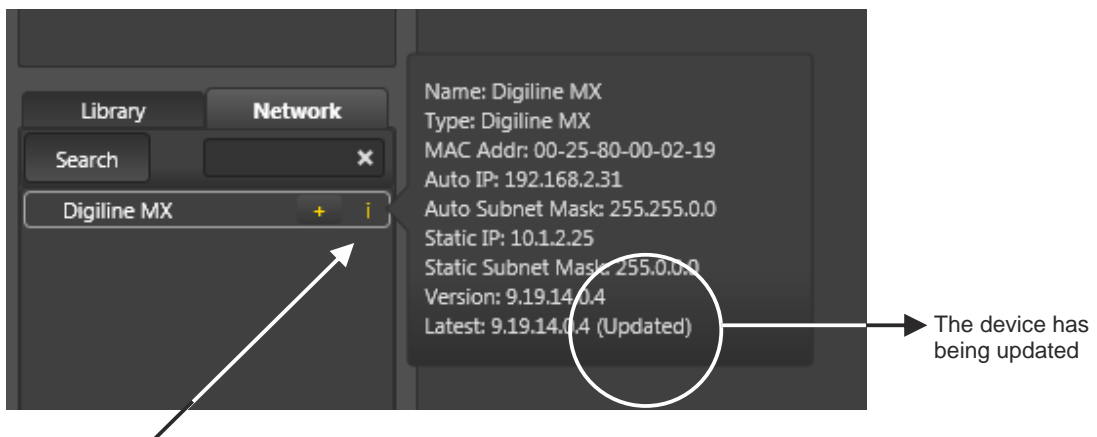 Library
Network
Search
×
Digiline MX
+
i
Name: Digiline MX
Type: Digiline MX
MAC Addr: 00-25-80-00-02-19
Auto IP: 192.168.2.31
Auto Subnet Mask: 255.255.0.0
Static IP: 10.1.2.25
Static Subnet Mask: 255.0.0.0
Version: 9.19.14.0.4
Latest: 9.19.14.0.4 (Updated)
The device has
being updated